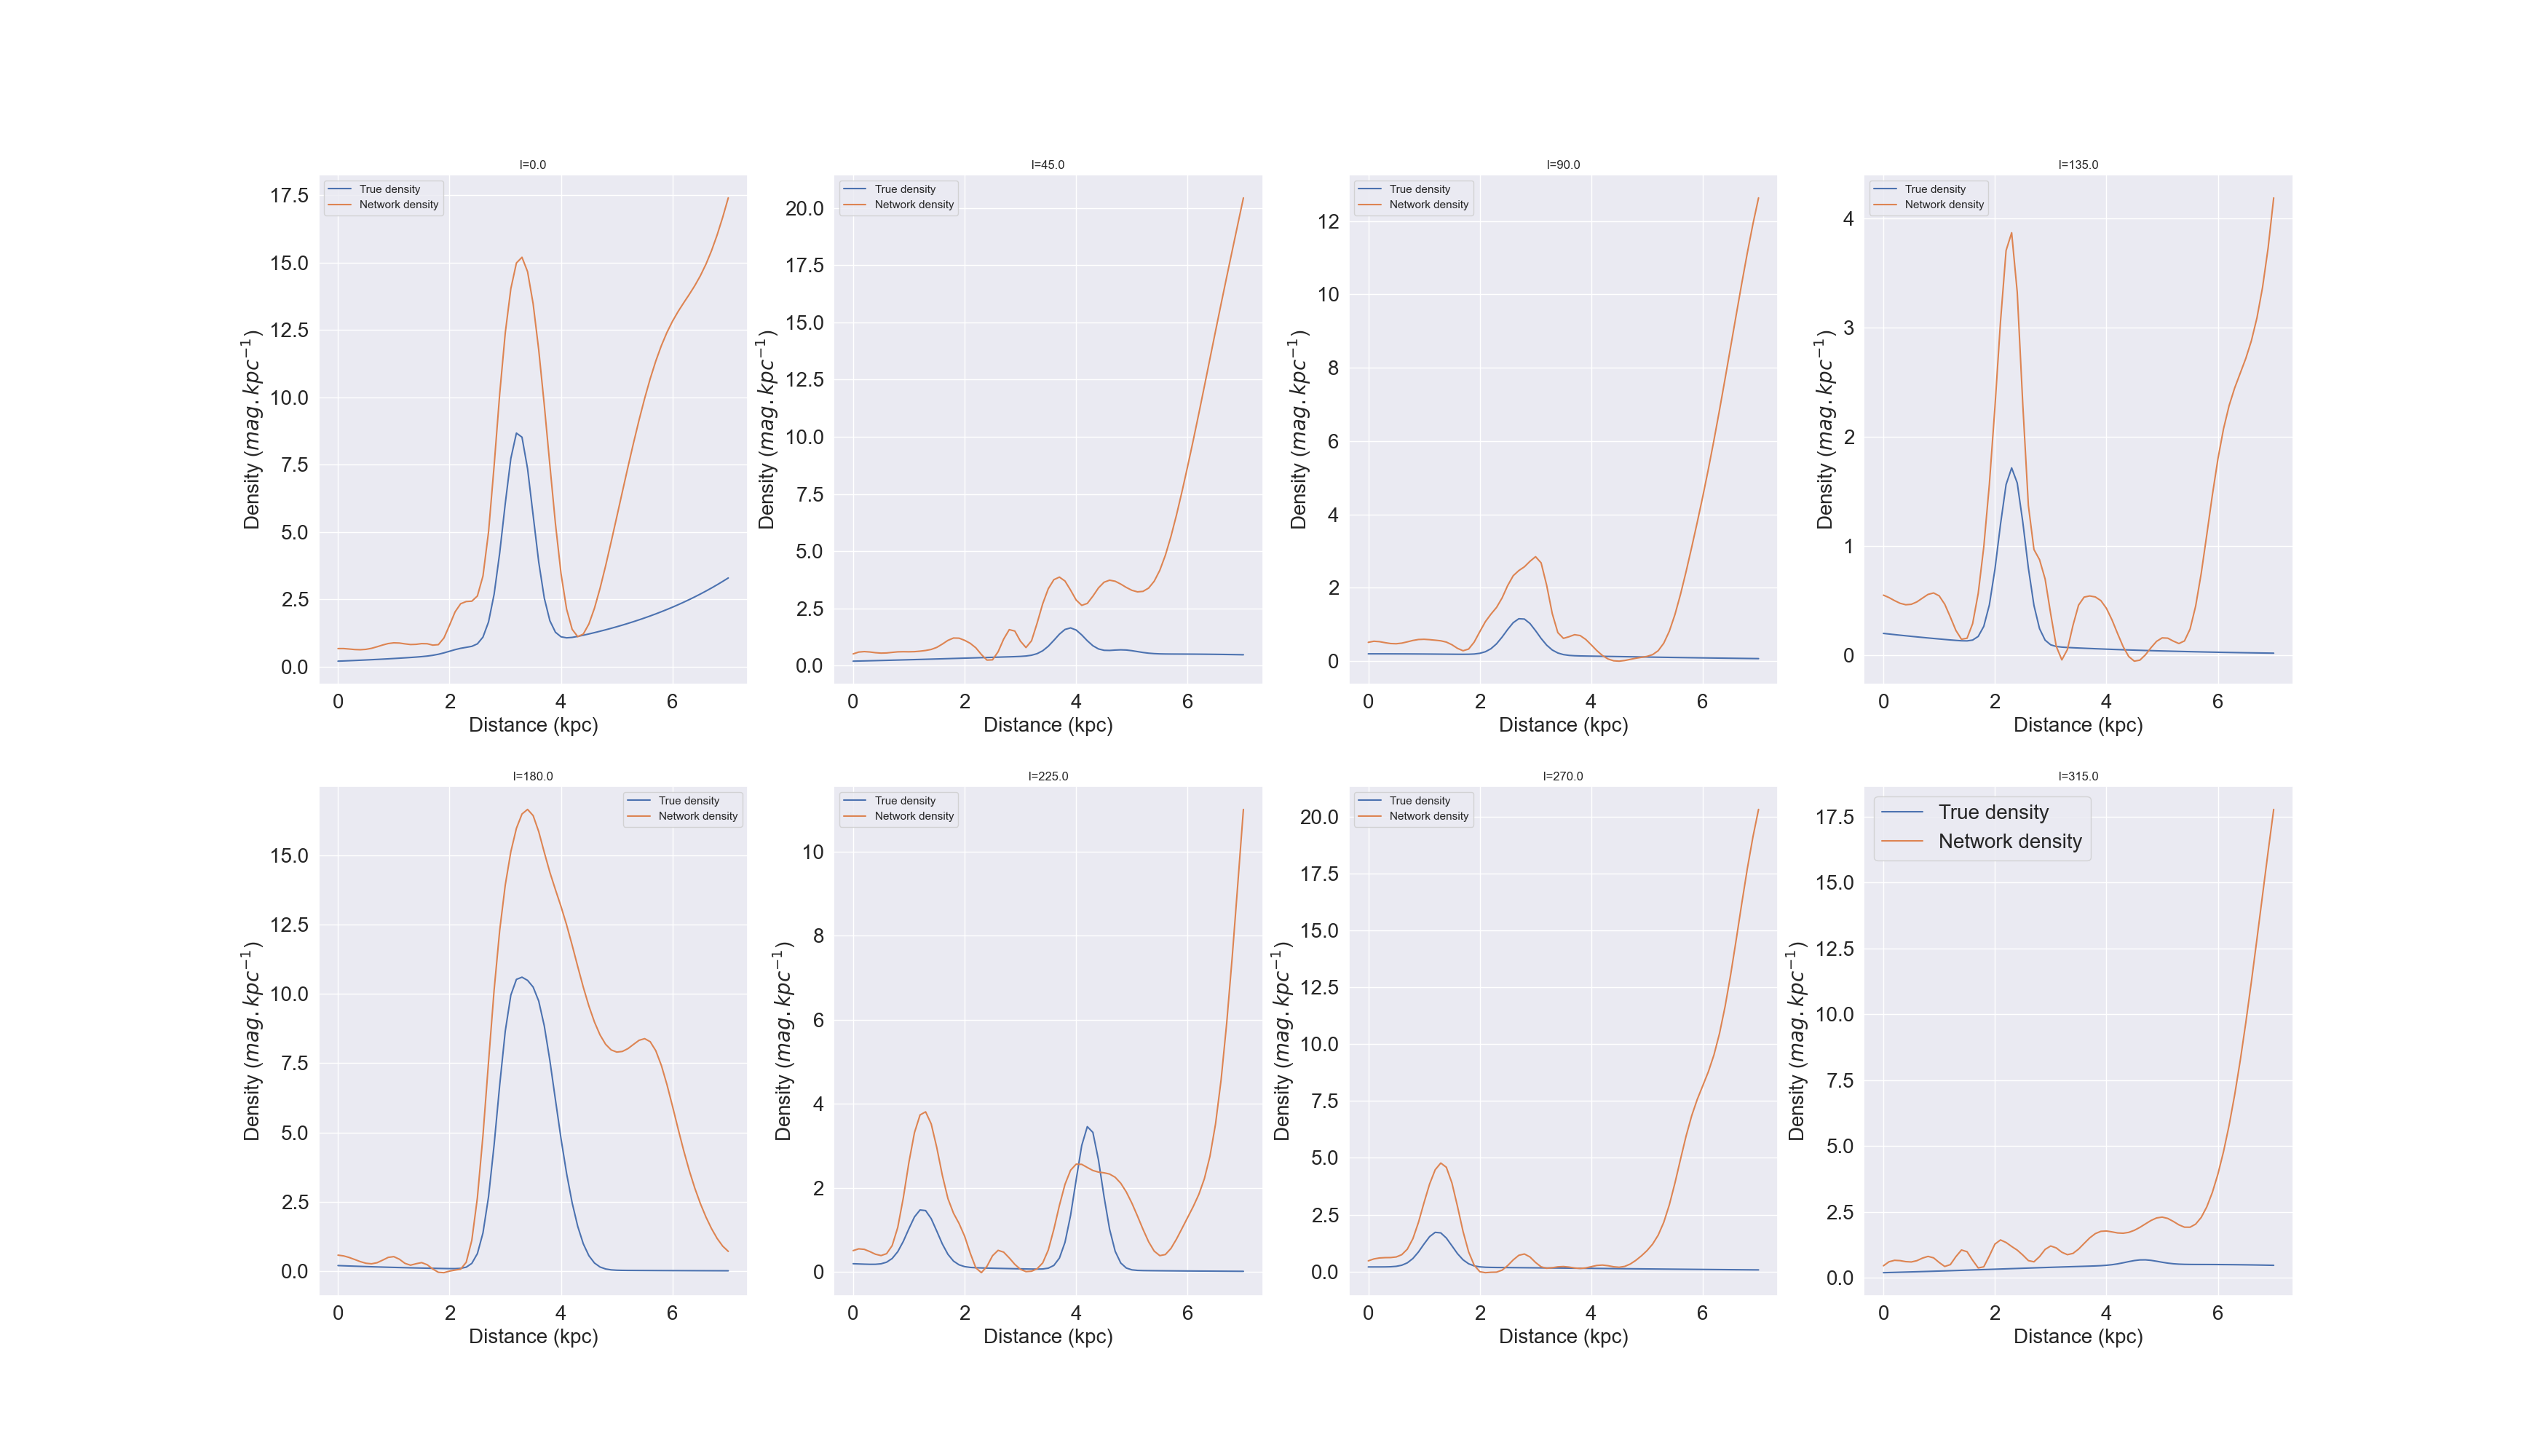 l=0.0
True density
Network density
17.5
15.0
12.5
10.0
7.5
5.0
2.5
0.0
Density (mag.kpc⁻¹)
0 2 4 6
Distance (kpc)
l=45.0
True density
Network density
20.0
17.5
15.0
12.5
10.0
7.5
5.0
2.5
0.0
Density (mag.kpc⁻¹)
0 2 4 6
Distance (kpc)
l=90.0
True density
Network density
12
10
8
6
4
2
0
Density (mag.kpc⁻¹)
0 2 4 6
Distance (kpc)
l=135.0
True density
Network density
4
3
2
1
0
Density (mag.kpc⁻¹)
0 2 4 6
Distance (kpc)
l=180.0
True density
Network density
15.0
12.5
10.0
7.5
5.0
2.5
0.0
Density (mag.kpc⁻¹)
0 2 4 6
Distance (kpc)
l=225.0
True density
Network density
10
8
6
4
2
0
Density (mag.kpc⁻¹)
0 2 4 6
Distance (kpc)
l=270.0
True density
Network density
20.0
17.5
15.0
12.5
10.0
7.5
5.0
2.5
0.0
Density (mag.kpc⁻¹)
0 2 4 6
Distance (kpc)
l=315.0
True density
Network density
17.5
15.0
12.5
10.0
7.5
5.0
2.5
0.0
Density (mag.kpc⁻¹)
0 2 4 6
Distance (kpc)